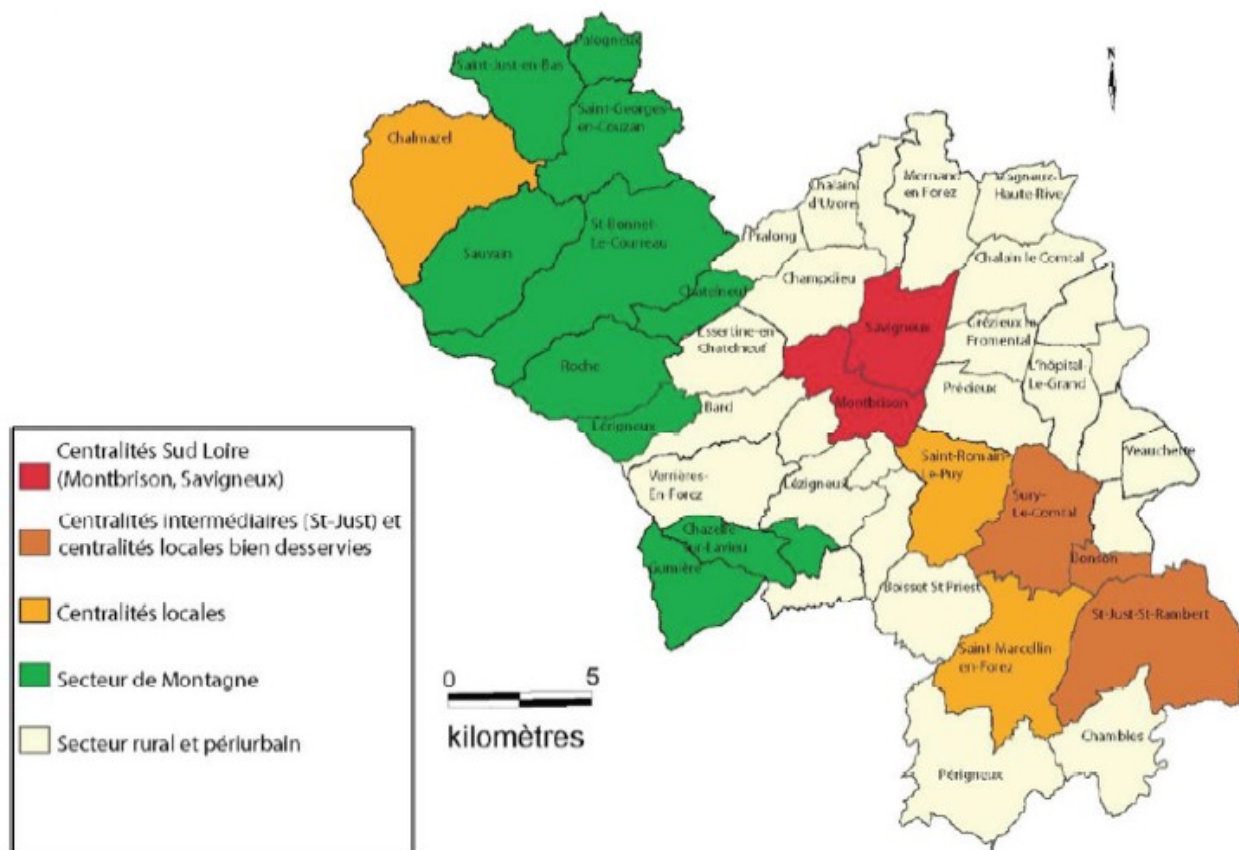 Palogneux
Saint-Just-en-Bas
Saint-Georges-
en-Couzan
Chalmazel
N
Mornand
en Forez
Magneux-
Haute-Rive
Chalain
d'Uzore
St-Bonnet
Le-Courreau
Pralong
Sauvain
Chalain le Comtal
Champdieu
Châtelneuf
Savigneux
Grézieux le
Fromental
Essertine-en
Chatelneuf
Roche
L'hôpital-
Le-Grand
Précieux
Montbrison
Bard
Lérigneux
Saint-Romain-
Le-Puy
Veauchette
Verrières-
En-Forez
Lézigneux
Sury-
Le-Comtal
Chazelle
Sur-Lavieu
Bonson
Gumière
Boisset St Priest
St-Just-St-Rambert
Saint-Marcellin
en-Forez
Chambles
Périgneux
Centralités Sud Loire
(Montbrison, Savigneux)
Centralités intermédiaires (St-Just) et
centralités locales bien desservies
Centralités locales
Secteur de Montagne
Secteur rural et périurbain
0 5
kilomètres